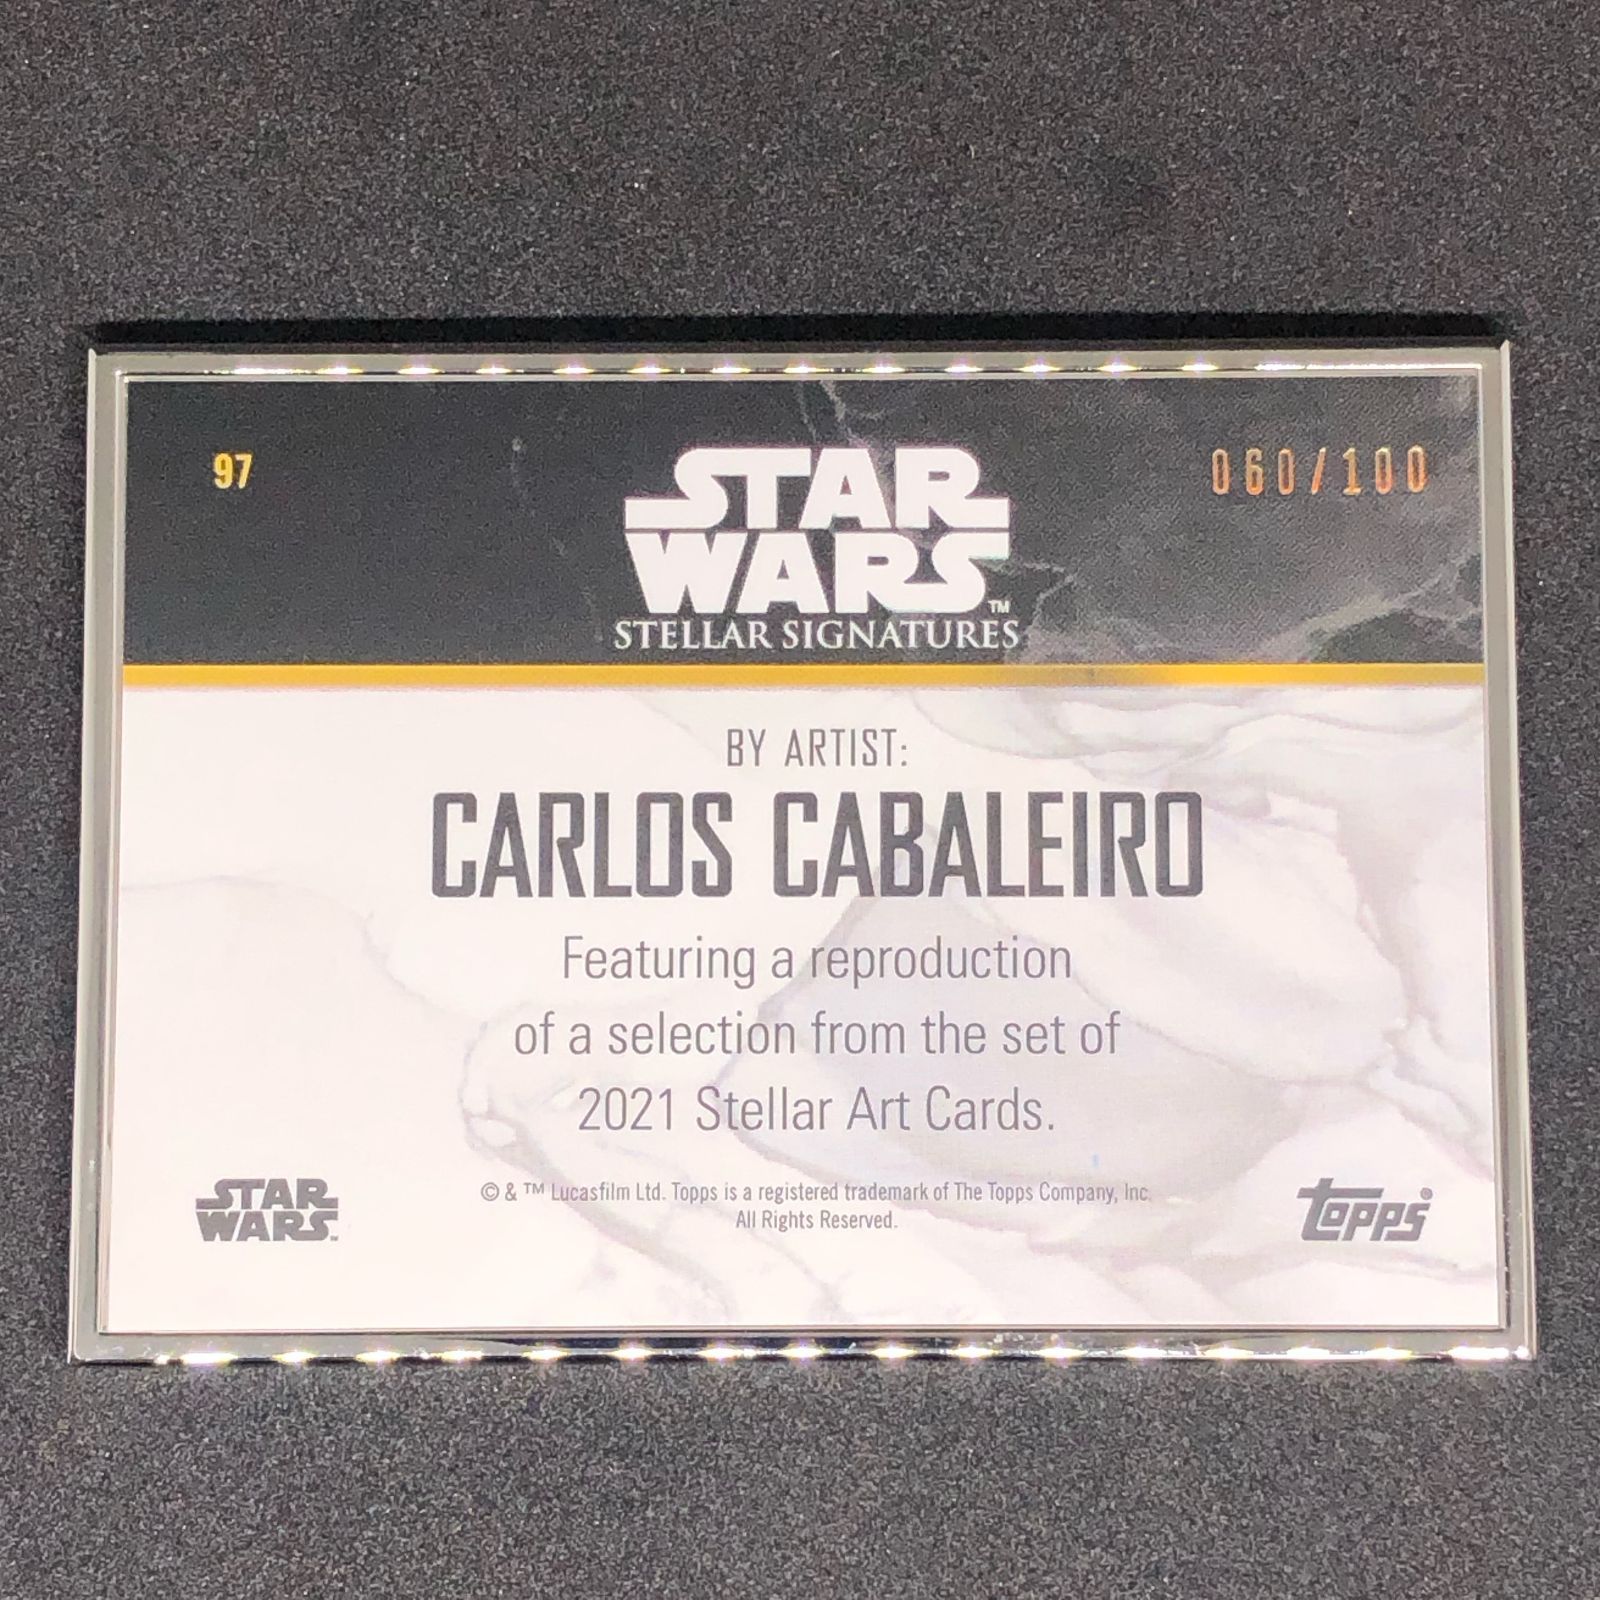 97
060/100
STAR
WARS™
STELLAR SIGNATURES
BY ARTIST:
CARLOS CABALEIRO
Featuring a reproduction
of a selection from the set of
2021 Stellar Art Cards.
STAR
WARS™
© & ™ Lucasfilm Ltd. Topps is a registered trademark of The Topps Company, Inc.
All Rights Reserved.
topps®